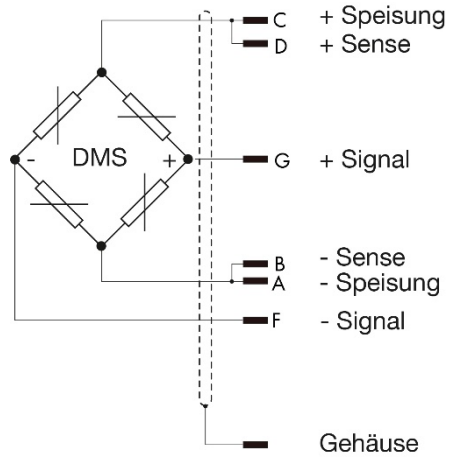 C + Speisung
D + Sense
- DMS + G + Signal
B - Sense
A - Speisung
F - Signal
Gehäuse